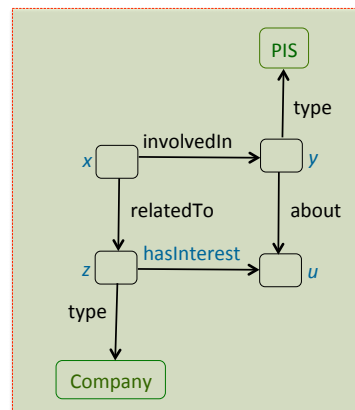 PIS
type
involvedIn
x
y
relatedTo
about
hasInterest
z
u
type
Company